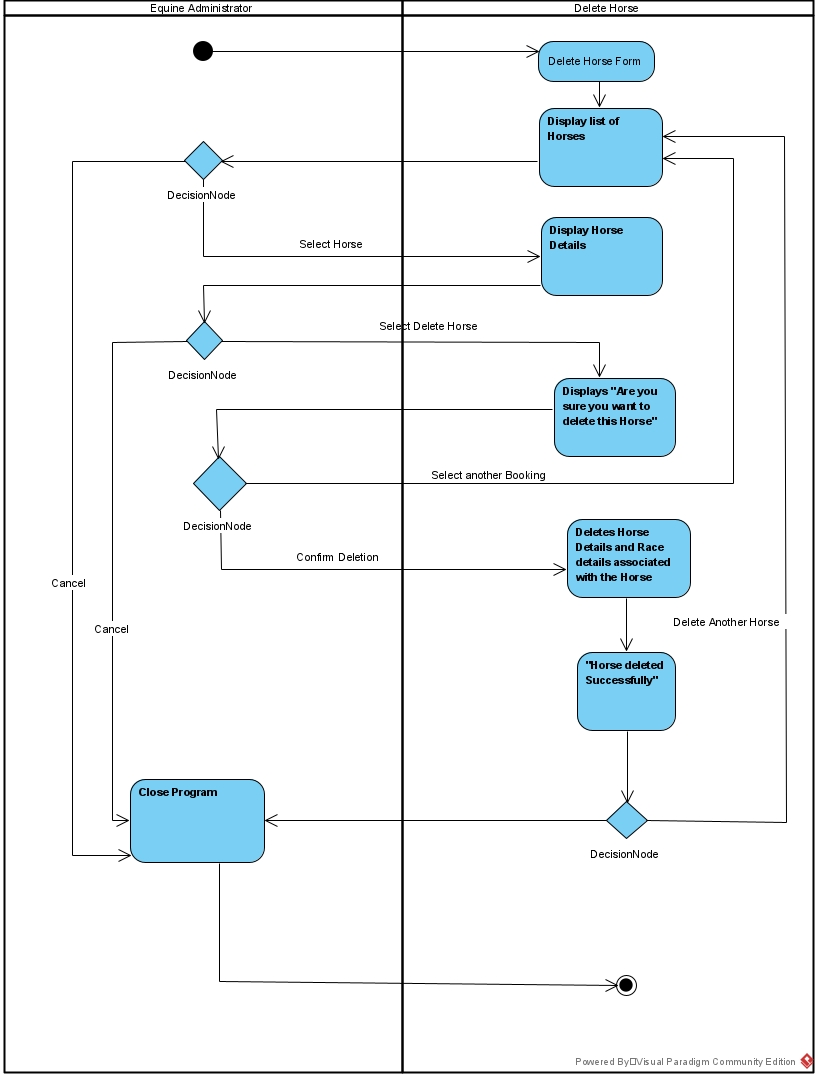 Equine Administrator
Delete Horse
Delete Horse Form
Display list of
Horses
DecisionNode
Select Horse
Display Horse
Details
Select Delete Horse
DecisionNode
Displays "Are you
sure you want to
delete this Horse"
Select another Booking
DecisionNode
Confirm Deletion
Deletes Horse
Details and Race
details associated
with the Horse
Cancel
Cancel
Delete Another Horse
"Horse deleted
Successfully"
Close Program
DecisionNode
Powered By□Visual Paradigm Community Edition